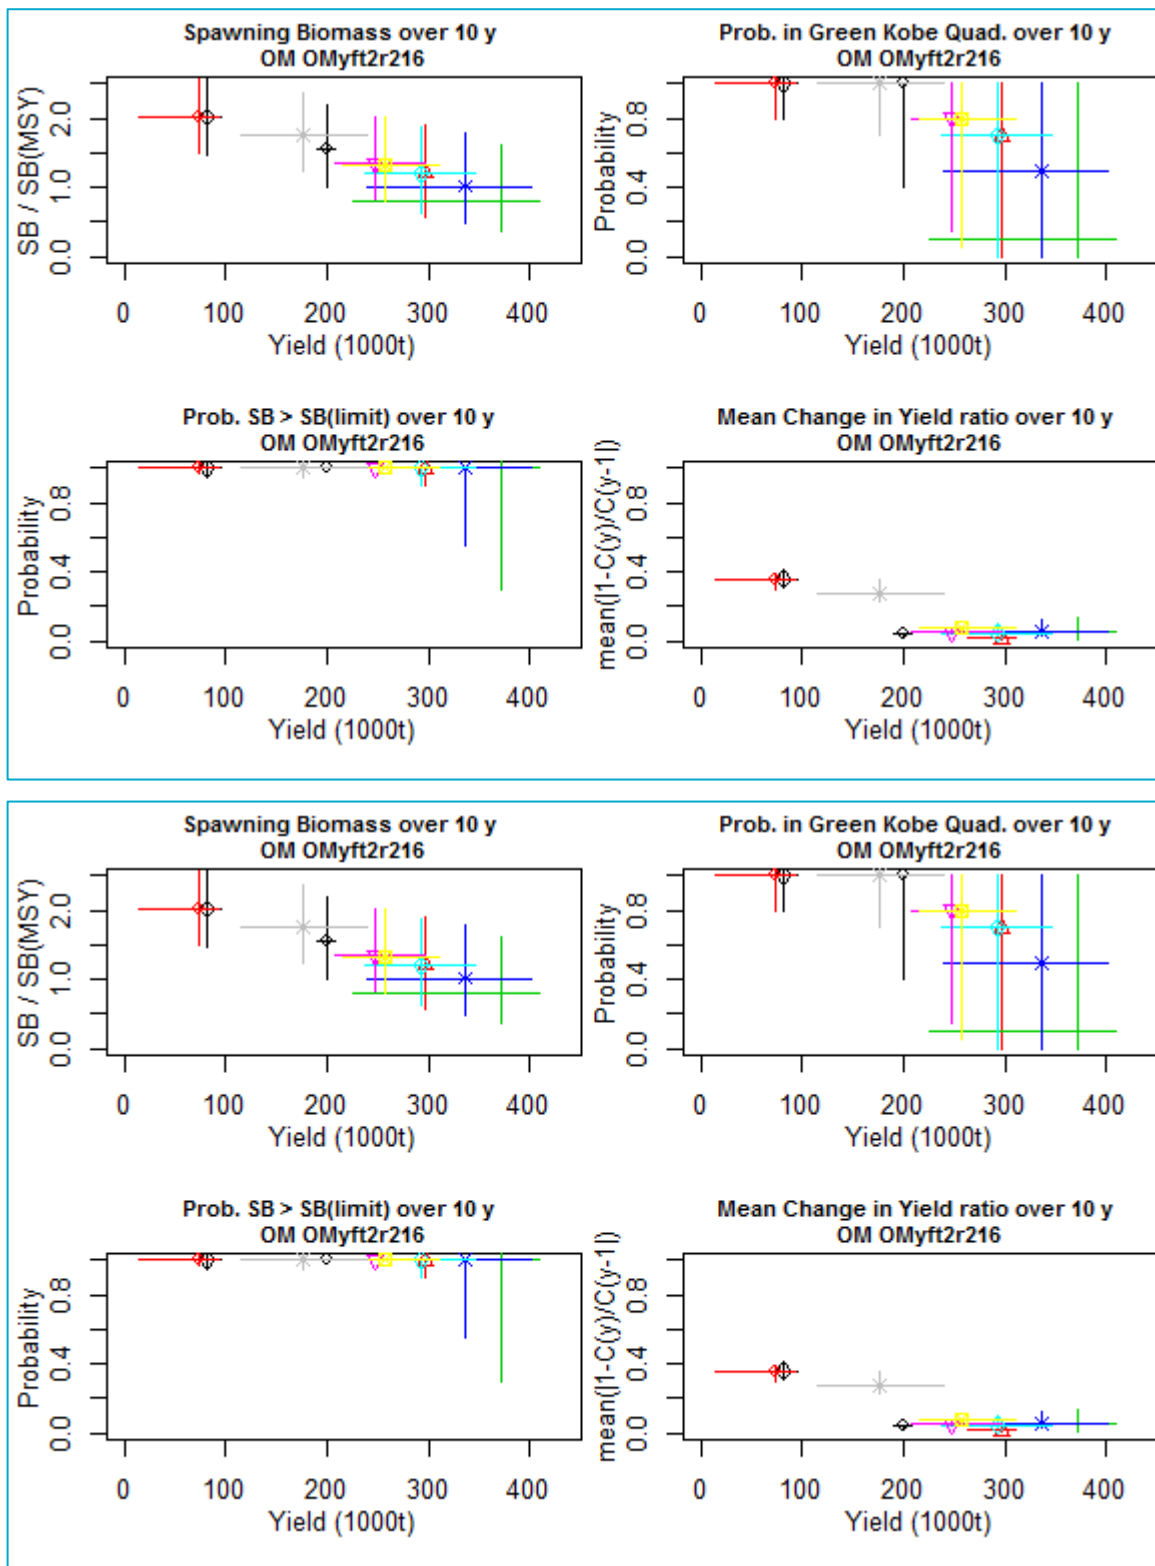 Spawning Biomass over 10 y
OM OMyft2r216
SB / SB(MSY)
0.0 1.0 2.0
0 100 200 300 400
Yield (1000t)
Prob. in Green Kobe Quad. over 10 y
OM OMyft2r216
Probability
0.0 0.4 0.8
0 100 200 300 400
Yield (1000t)
Prob. SB > SB(limit) over 10 y
OM OMyft2r216
Probability
0.0 0.4 0.8
0 100 200 300 400
Yield (1000t)
Mean Change in Yield ratio over 10 y
OM OMyft2r216
mean(|1-C(y)/C(y-1|)
0.0 0.4 0.8
0 100 200 300 400
Yield (1000t)
Spawning Biomass over 10 y
OM OMyft2r216
SB / SB(MSY)
0.0 1.0 2.0
0 100 200 300 400
Yield (1000t)
Prob. in Green Kobe Quad. over 10 y
OM OMyft2r216
Probability
0.0 0.4 0.8
0 100 200 300 400
Yield (1000t)
Prob. SB > SB(limit) over 10 y
OM OMyft2r216
Probability
0.0 0.4 0.8
0 100 200 300 400
Yield (1000t)
Mean Change in Yield ratio over 10 y
OM OMyft2r216
mean(|1-C(y)/C(y-1|)
0.0 0.4 0.8
0 100 200 300 400
Yield (1000t)